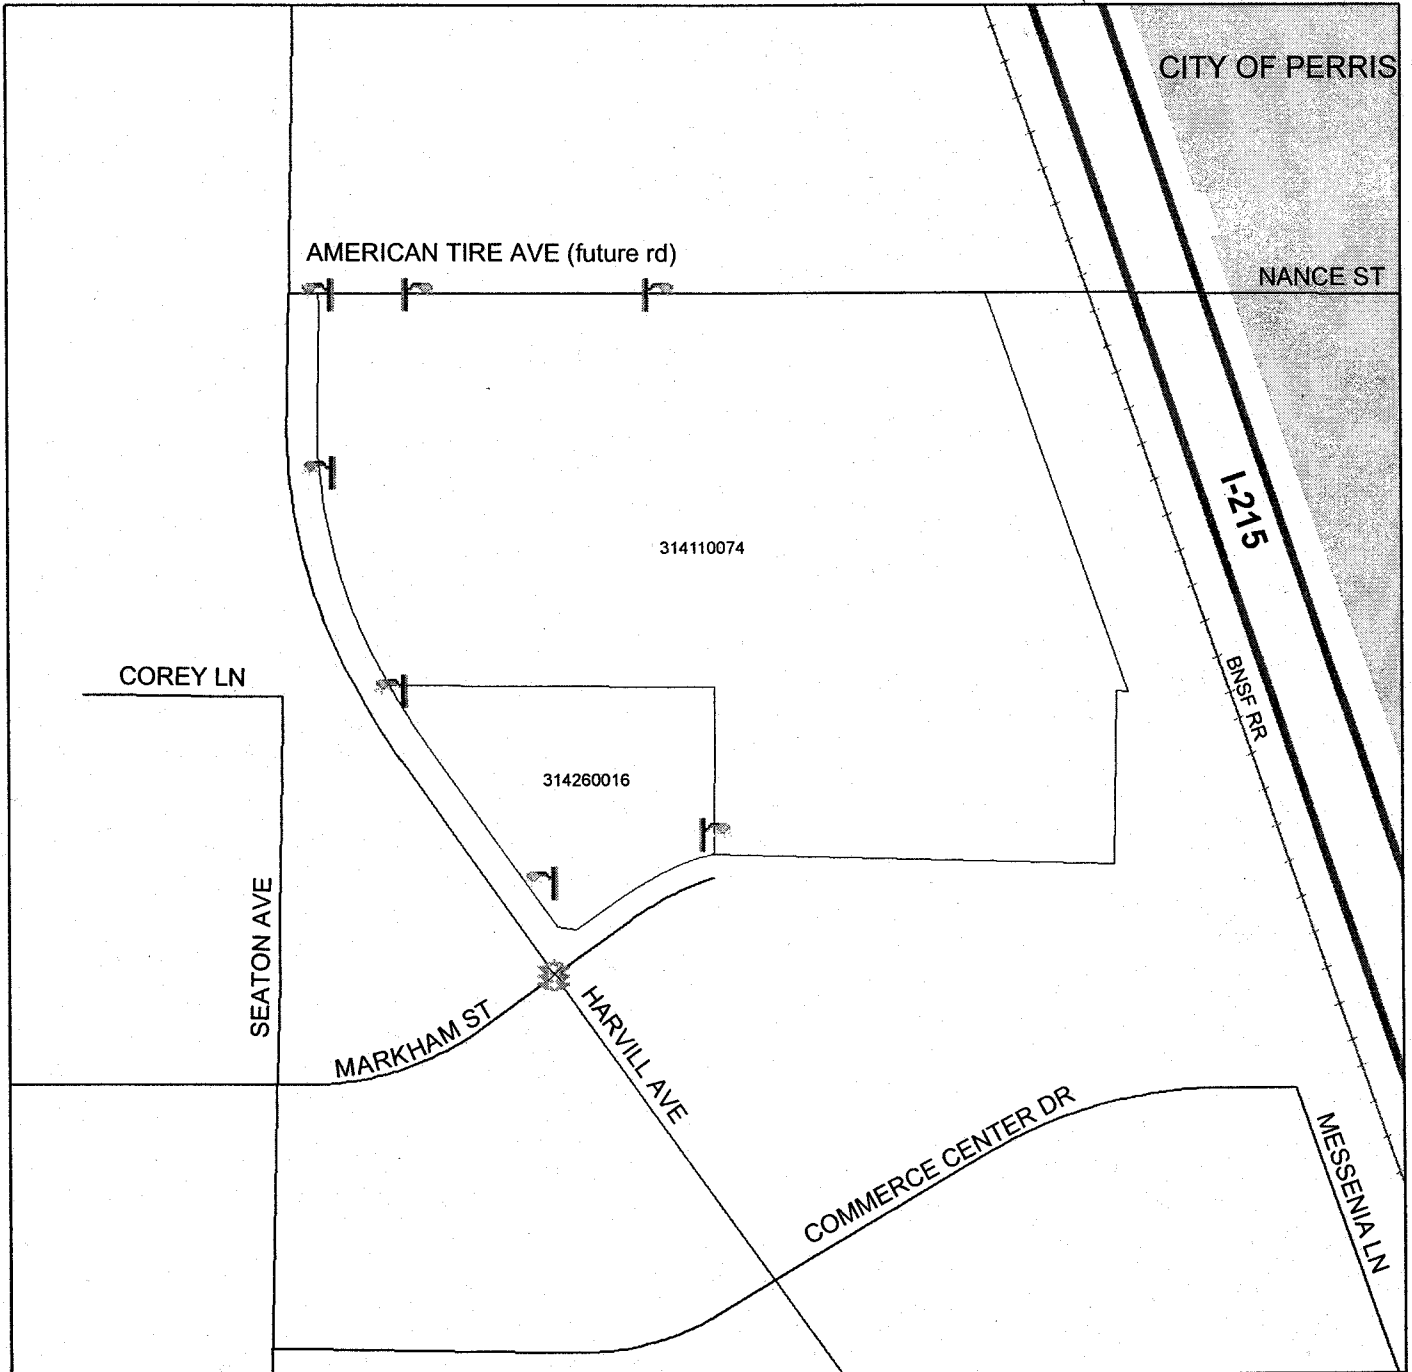 CITY OF PERRIS
AMERICAN TIRE AVE (future rd)
NANCE ST
I-215
314110074
COREY LN
BNSF RR
314260016
SEATON AVE
MARKHAM ST
HARVILL AVE
COMMERCE CENTER DR
MESSENIA LN